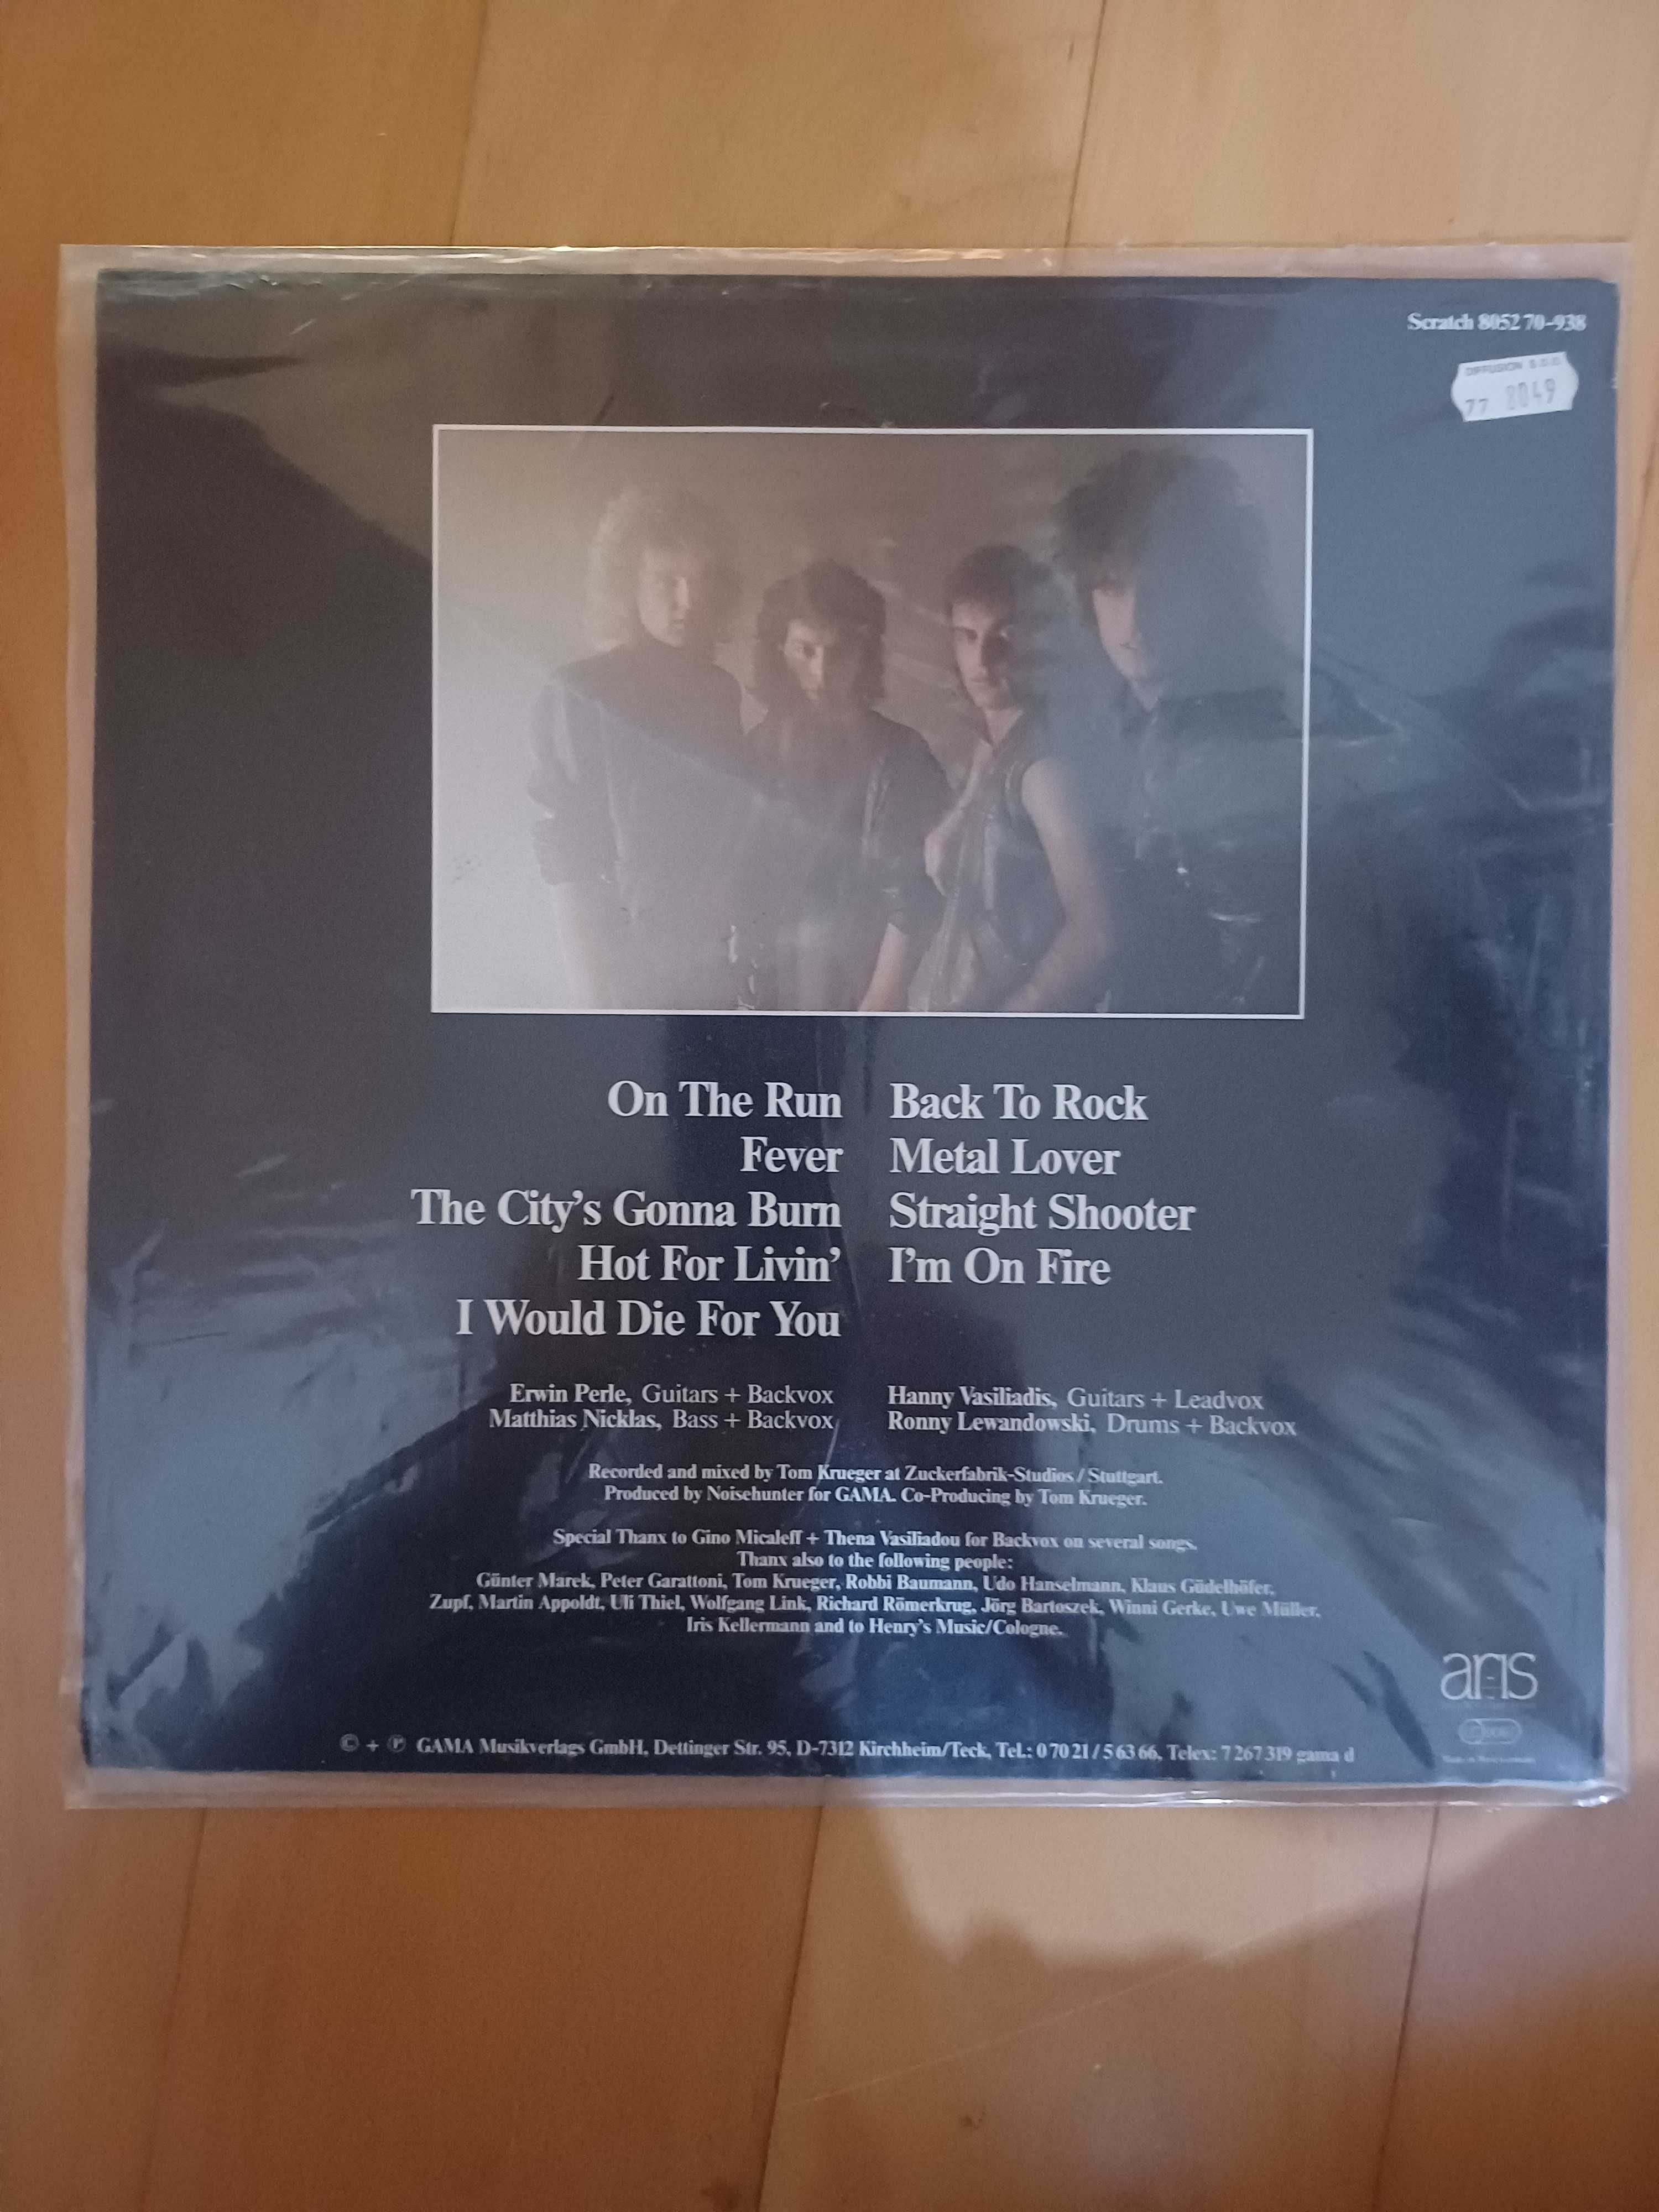 Scratch 8052 70-938
DIFFUSION
77 8049
On The Run
Fever
The City's Gonna Burn
Hot For Livin'
I Would Die For You
Back To Rock
Metal Lover
Straight Shooter
I'm On Fire
Erwin Perle, Guitars + Backvox
Matthias Nicklas, Bass + Backvox
Hanny Vasiliadis, Guitars + Leadvox
Ronny Lewandowski, Drums + Backvox
Recorded and mixed by Tom Krueger at Zuckerfabrik-Studios / Stuttgart.
Produced by Noisehunter for GAMA. Co-Producing by Tom Krueger.
Special Thanx to Gino Micaleff + Thena Vasiliadou for Backvox on several songs.
Thanx also to the following people:
Günter Marek, Peter Garattoni, Tom Krueger, Robbi Baumann, Udo Hanselmann, Klaus Güdelhöfer,
Zupf, Martin Appoldt, Uli Thiel, Wolfgang Link, Richard Römerkrug, Jörg Bartoszek, Winni Gerke, Uwe Müller,
Iris Kellermann and to Henry's Music/Cologne.
aris
© + ℗ GAMA Musikverlags GmbH, Dettinger Str. 95, D-7312 Kirchheim/Teck, Tel.: 0 70 21 / 5 63 66, Telex: 7 267 319 gama d